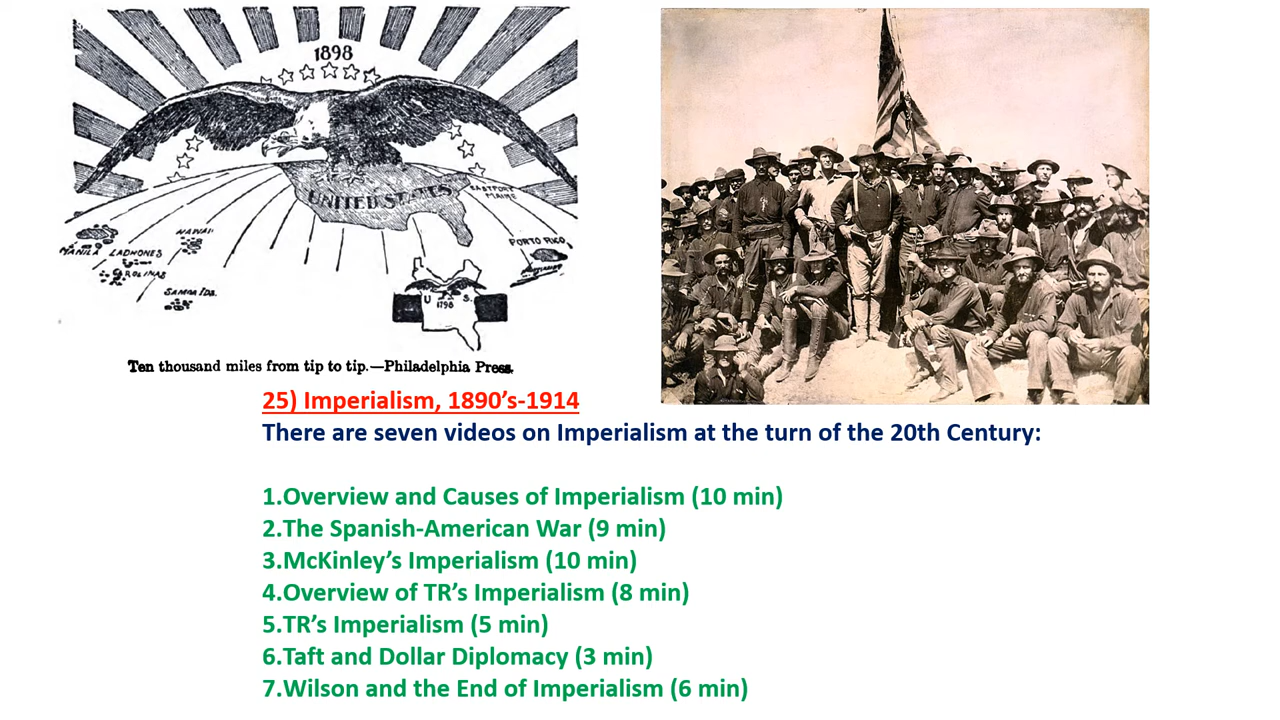 1898
UNITED STATES
EASTPORT
MAINE
HAWAII
MANILA LADRONES
CAROLINAS
SAMOA IDS.
PORTO RICO
U S.
1798
Ten thousand miles from tip to tip.—Philadelphia Press.
25) Imperialism, 1890’s-1914
There are seven videos on Imperialism at the turn of the 20th Century:
1.Overview and Causes of Imperialism (10 min)
2.The Spanish-American War (9 min)
3.McKinley’s Imperialism (10 min)
4.Overview of TR’s Imperialism (8 min)
5.TR’s Imperialism (5 min)
6.Taft and Dollar Diplomacy (3 min)
7.Wilson and the End of Imperialism (6 min)